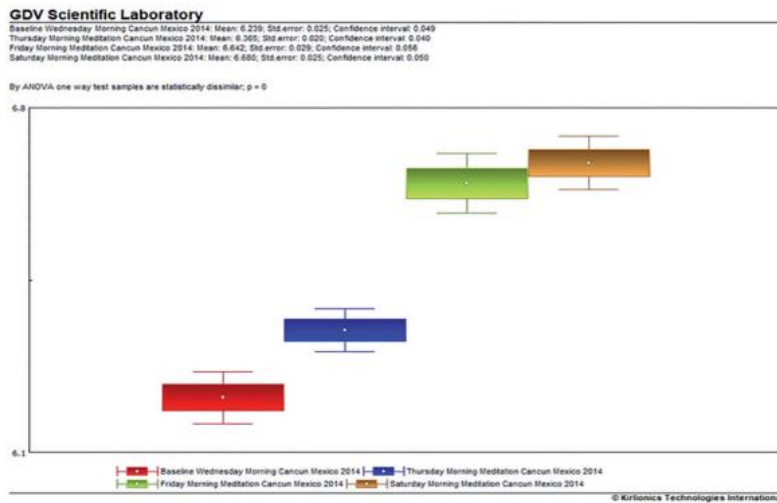 GDV Scientific Laboratory
Baseline Wednesday Morning Cancun Mexico 2014: Mean: 6.239; Std.error: 0.025; Confidence interval: 0.049
Thursday Morning Meditation Cancun Mexico 2014: Mean: 6.365; Std.error: 0.020; Confidence interval: 0.040
Friday Morning Meditation Cancun Mexico 2014: Mean: 6.642; Std.error: 0.029; Confidence interval: 0.056
Saturday Morning Meditation Cancun Mexico 2014: Mean: 6.680; Std.error: 0.025; Confidence interval: 0.050
By ANOVA one way test samples are statistically dissimilar; p = 0
6.8
6.1
Baseline Wednesday Morning Cancun Mexico 2014 Thursday Morning Meditation Cancun Mexico 2014
Friday Morning Meditation Cancun Mexico 2014 Saturday Morning Meditation Cancun Mexico 2014
© Kirlionics Technologies Internationa